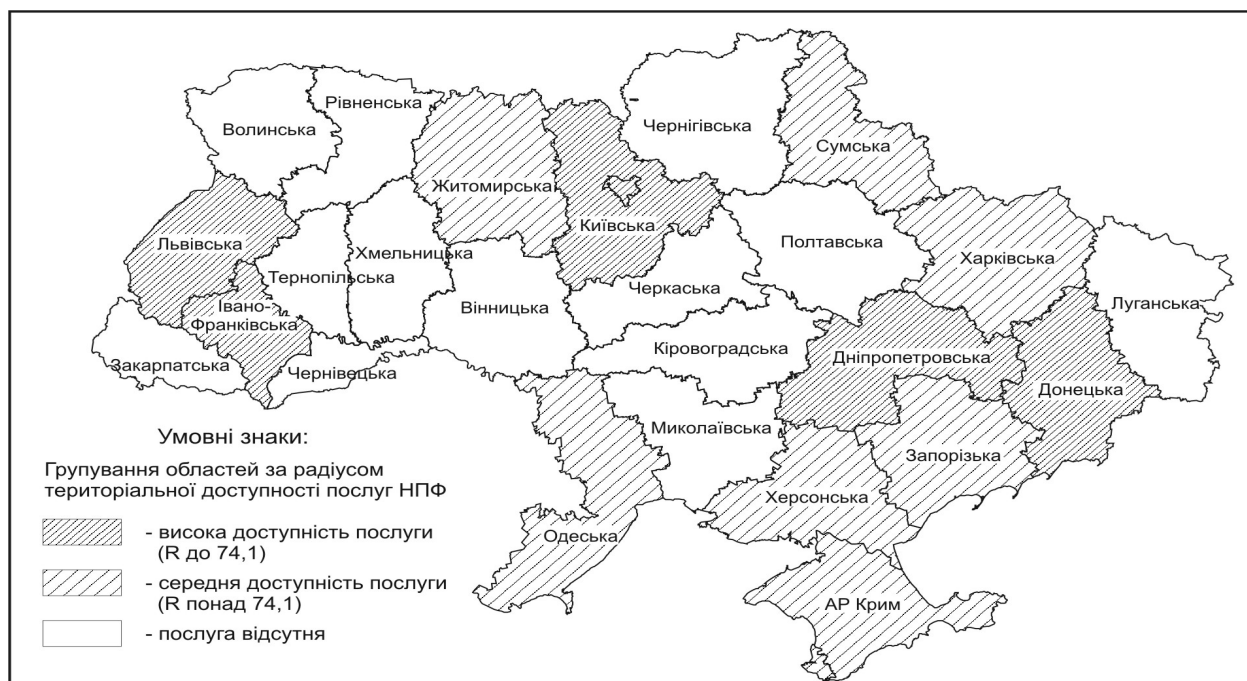 Волинська
Рівненська
Чернігівська
Сумська
Житомирська
Київська
Львівська
Хмельницька
Тернопільська
Полтавська
Харківська
Черкаська
Вінницька
Луганська
Івано-
Франківська
Кіровоградська
Дніпропетровська
Закарпатська
Чернівецька
Донецька
Миколаївська
Запорізька
Херсонська
Одеська
АР Крим
Умовні знаки:
Групування областей за радіусом
територіальної доступності послуг НПФ
- висока доступність послуги
(R до 74,1)
- середня доступність послуги
(R понад 74,1)
- послуга відсутня